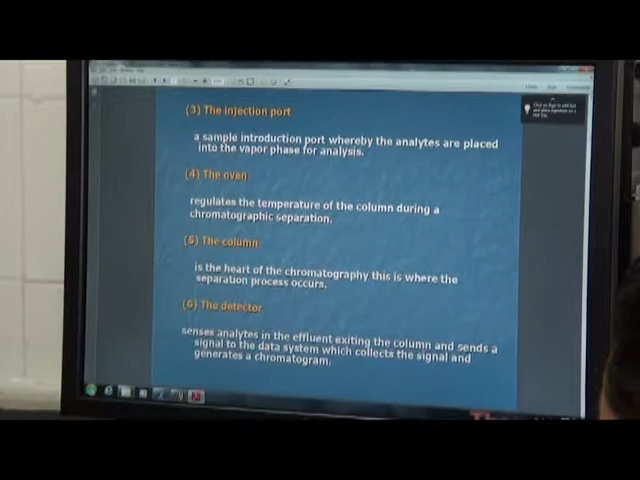 (3) The injection port
a sample introduction port whereby the analytes are placed
into the vapor phase for analysis.
(4) The oven
regulates the temperature of the column during a
chromatographic separation.
(5) The column
is the heart of the chromatography this is where the
separation process occurs.
(6) The detector
senses analytes in the effluent exiting the column and sends a
signal to the data system which collects the signal and
generates a chromatogram.